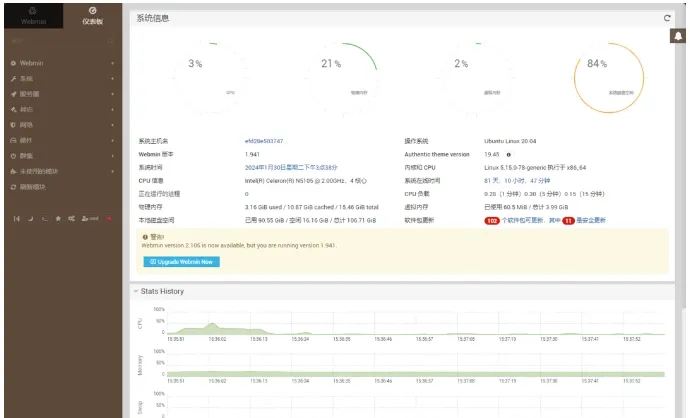 Webmin
仪表板
Webmin
系统
服务器
其它
网络
硬件
群集
未使用的模块
刷新模块
系统信息
3%
CPU
21%
物理内存
2%
虚拟内存
84%
本地磁盘空间
系统主机名 efd28e503747 操作系统 Ubuntu Linux 20.04
Webmin 版本 1.941 Authentic theme version 19.45
系统时间 2024年1月30日星期二下午3点38分 内核和 CPU Linux 5.15.0-78-generic 执行于 x86_64
CPU 信息 Intel(R) Celeron(R) N5105 @ 2.00GHz，4 核心 系统在线时间 81 天，10 小时，47 分钟
正在运行的进程 0 CPU 负载 0.28（1 分钟）0.20（5 分钟）0.15（15 分钟）
物理内存 3.16 GiB used / 10.87 GiB cached / 15.46 GiB total 虚拟内存 已使用 60.5 MiB / 总计 3.99 GiB
本地磁盘空间 已用 90.55 GiB / 空闲 16.16 GiB / 总计 106.71 GiB 软件包更新 102 个软件包可更新，其中 11 是安全更新
警告!
Webmin version 2.105 is now available, but you are running version 1.941.
Upgrade Webmin Now
Stats History
CPU
100%
50%
0%
15:35:51 15:36:02 15:36:13 15:36:24 15:35:35 15:36:46 15:36:57 15:37:08 15:37:19 15:37:30 15:37:41 15:37:52
Memory
100%
50%
0%
15:35:51 15:36:02 15:36:13 15:36:24 15:36:35 15:36:46 15:36:57 15:37:08 15:37:19 15:37:30 15:37:41 15:37:52
Swap
100%
50%